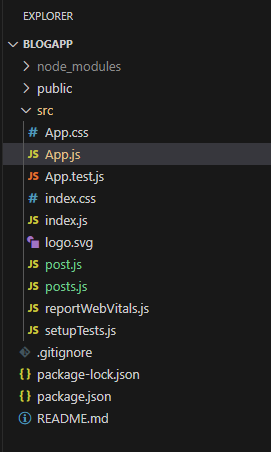 EXPLORER
BLOGAPP
node_modules
public
src
# App.css
JS App.js
JS App.test.js
# index.css
JS index.js
logo.svg
JS post.js
JS posts.js
JS reportWebVitals.js
JS setupTests.js
.gitignore
{} package-lock.json
{} package.json
README.md